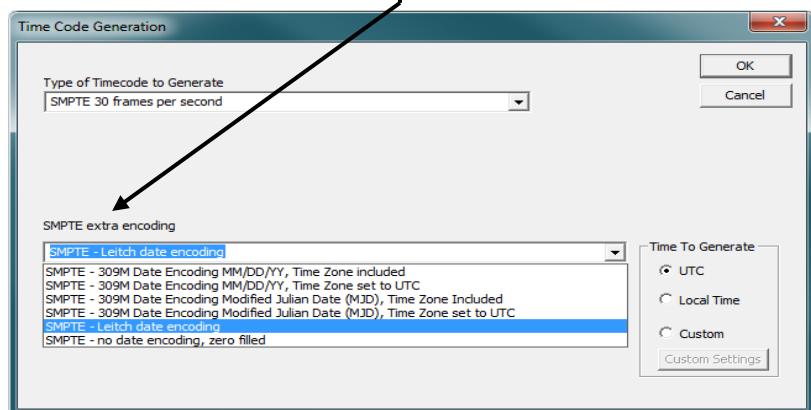 Time Code Generation
OK
Type of Timecode to Generate
SMPTE 30 frames per second
Cancel
SMPTE extra encoding
SMPTE - Leitch date encoding
SMPTE - 309M Date Encoding MM/DD/YY, Time Zone included
SMPTE - 309M Date Encoding MM/DD/YY, Time Zone set to UTC
SMPTE - 309M Date Encoding Modified Julian Date (MJD), Time Zone Included
SMPTE - 309M Date Encoding Modified Julian Date (MJD), Time Zone set to UTC
SMPTE - Leitch date encoding
SMPTE - no date encoding, zero filled
Time To Generate
UTC
Local Time
Custom
Custom Settings